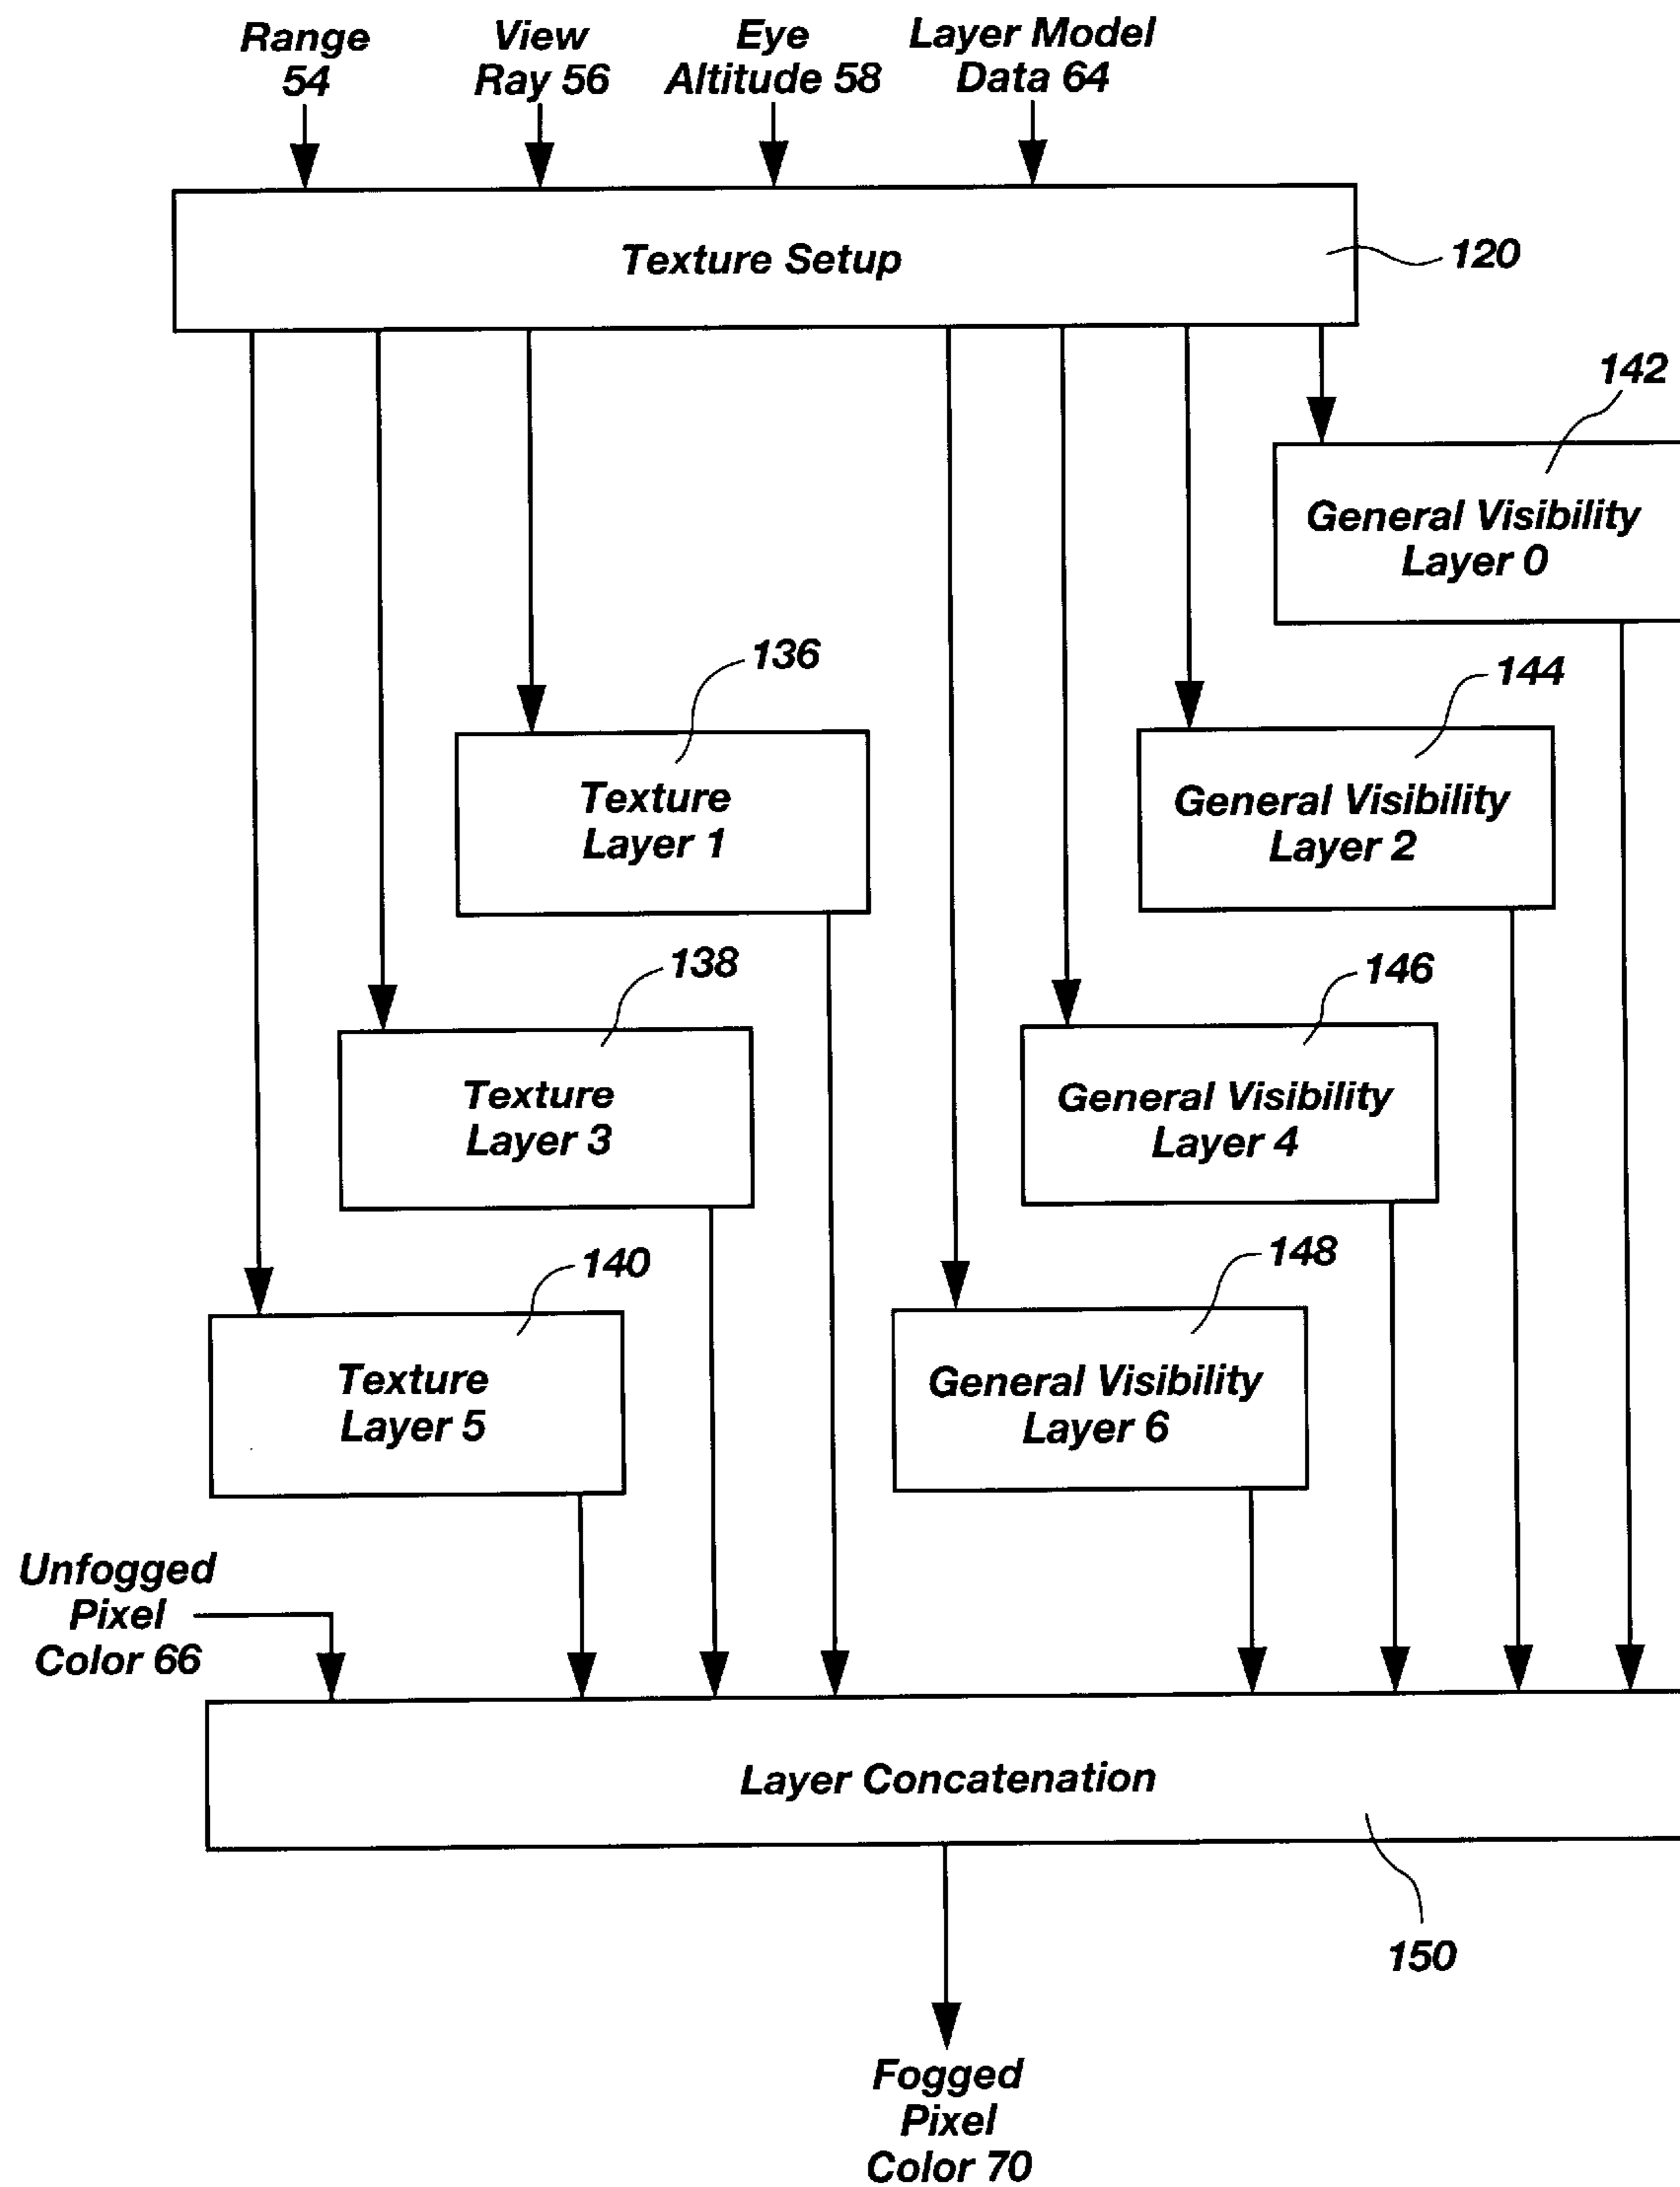 Range
54
View
Ray 56
Eye
Altitude 58
Layer Model
Data 64
Texture Setup
120
142
General Visibility
Layer 0
136
144
Texture
Layer 1
General Visibility
Layer 2
138
146
Texture
Layer 3
General Visibility
Layer 4
140
148
Texture
Layer 5
General Visibility
Layer 6
Unfogged
Pixel
Color 66
Layer Concatenation
150
Fogged
Pixel
Color 70